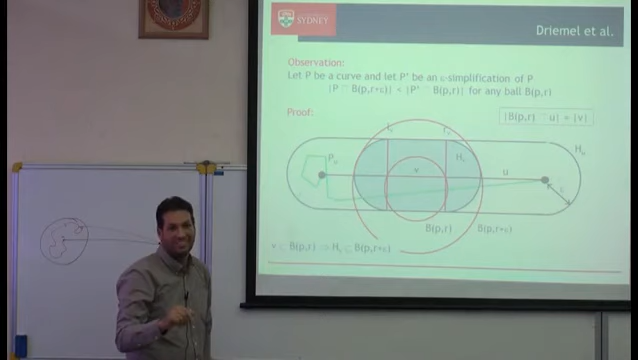 SYDNEY
Driemel et al.
Observation:
Let P be a curve and let P' be an ε-simplification of P
B(p,r+ε)
B(p,r)
for any ball B(p,r)
Proof:
|B(p,r) u| = |v|
P
H
v
u
ε
B(p,r)
B(p,r+ε)
v ⊆ B(p,r) ⇒ H ⊆ B(p,r+ε)